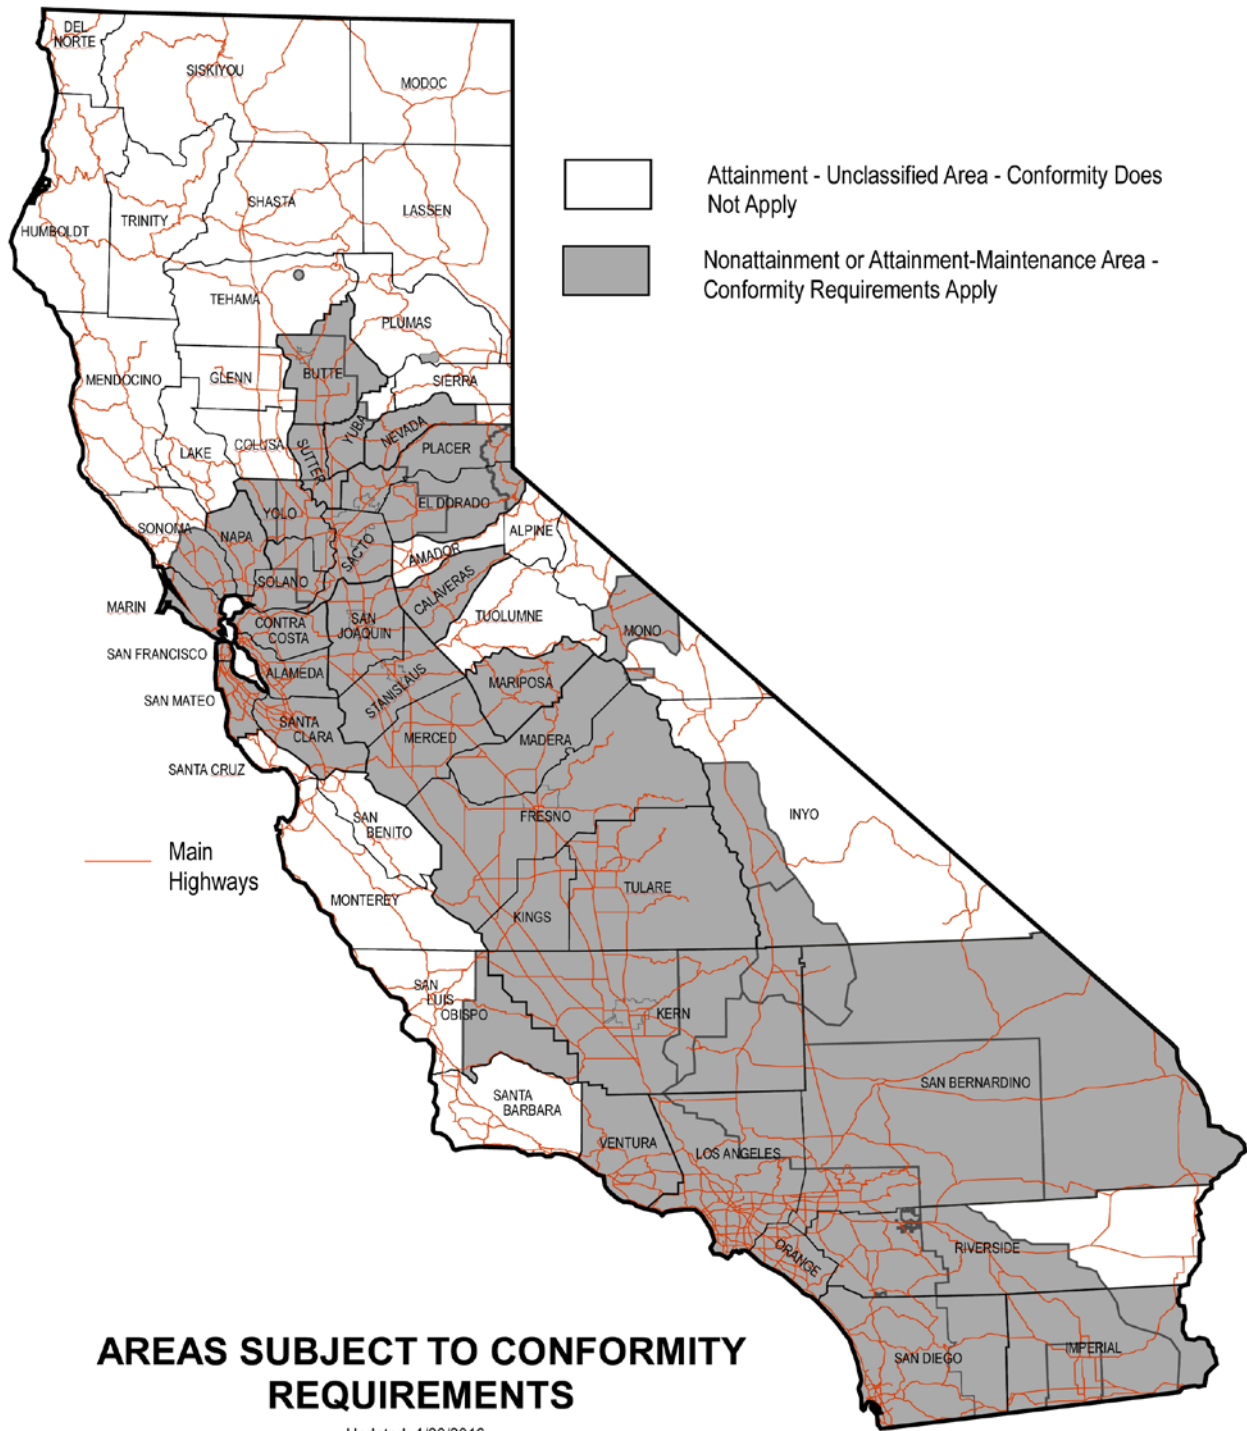 DEL
NORTE
SISKIYOU
MODOC
Attainment - Unclassified Area - Conformity Does
Not Apply
SHASTA
LASSEN
TRINITY
HUMBOLDT
Nonattainment or Attainment-Maintenance Area -
Conformity Requirements Apply
TEHAMA
PLUMAS
BUTTE
GLENN
SIERRA
MENDOCINO
YUBA
NEVADA
COLUSA
SUTTER
PLACER
LAKE
EL DORADO
YOLO
SONOMA
NAPA
ALPINE
SACTO
AMADOR
SOLANO
CALAVERAS
MARIN
TUOLUMNE
CONTRA
COSTA
SAN
JOAQUIN
MONO
SAN FRANCISCO
ALAMEDA
STANISLAUS
MARIPOSA
SAN MATEO
SANTA
CLARA
MERCED
MADERA
SANTA CRUZ
SAN
BENITO
FRESNO
INYO
Main
Highways
TULARE
MONTEREY
KINGS
SAN
LUIS
OBISPO
KERN
SAN BERNARDINO
SANTA
BARBARA
VENTURA
LOS ANGELES
ORANGE
RIVERSIDE
AREAS SUBJECT TO CONFORMITY
REQUIREMENTS
SAN DIEGO
IMPERIAL